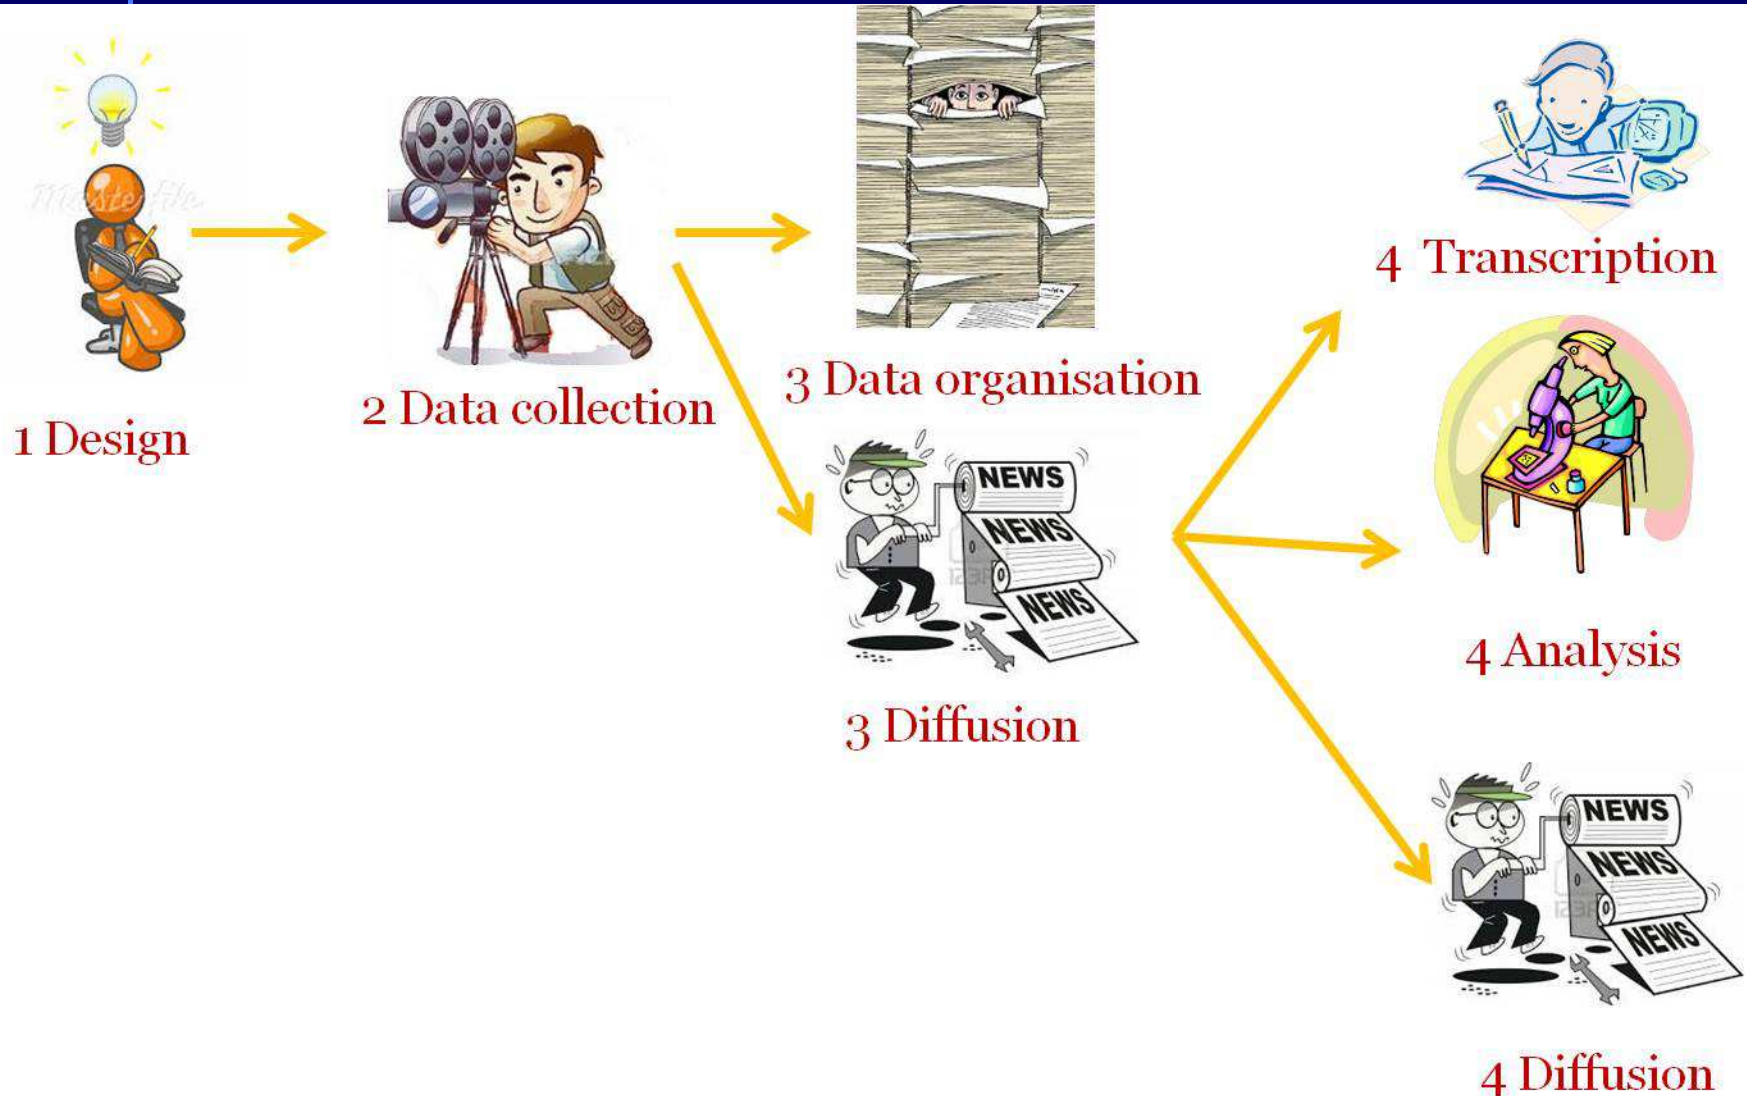 1 Design
2 Data collection
3 Data organisation
NEWS
NEWS
NEWS
3 Diffusion
4 Transcription
4 Analysis
NEWS
NEWS
NEWS
4 Diffusion